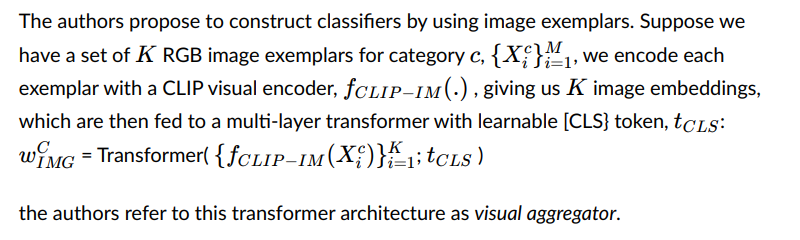 The authors propose to construct classifiers by using image exemplars. Suppose we
have a set of K RGB image exemplars for category c, {X_i^c}_{i=1}^M, we encode each
exemplar with a CLIP visual encoder, f_{CLIP-IM}(.) , giving us K image embeddings,
which are then fed to a multi-layer transformer with learnable [CLS} token, t_{CLS}:
w_{IMG}^C = Transformer( {f_{CLIP-IM}(X_i^c)}_{i=1}^K; t_{CLS} )
the authors refer to this transformer architecture as visual aggregator.